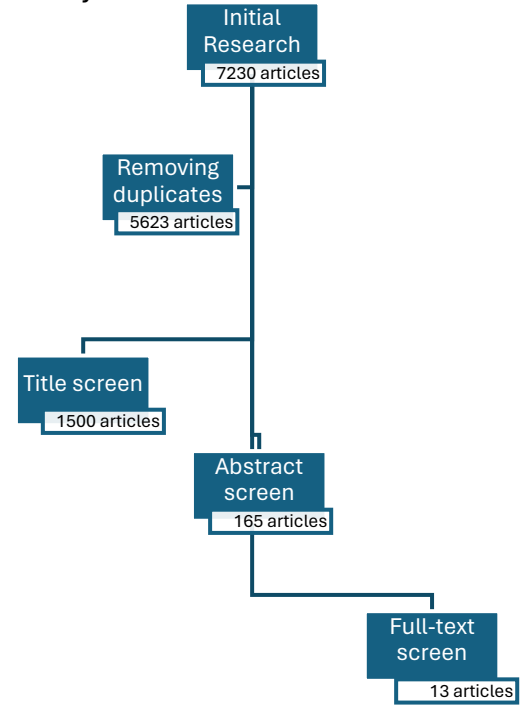 Initial
Research
7230 articles
Removing
duplicates
5623 articles
Title screen
1500 articles
Abstract
screen
165 articles
Full-text
screen
13 articles